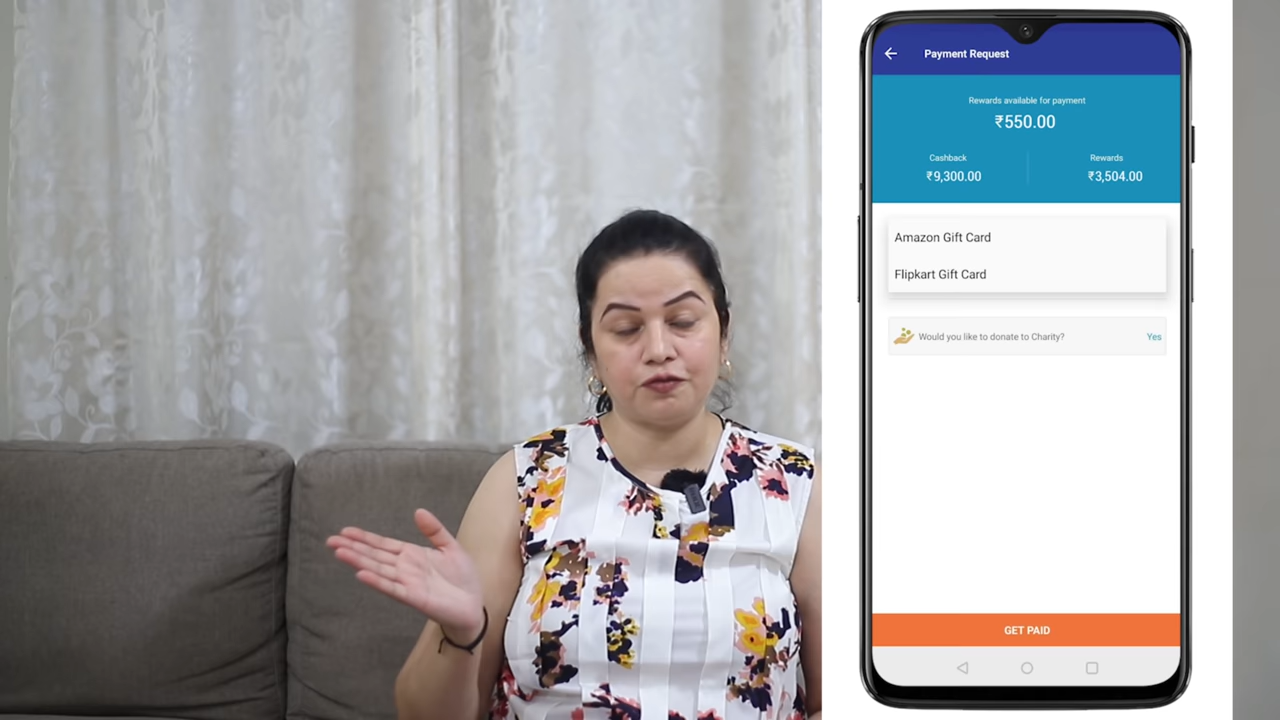 Payment Request
Rewards available for payment
₹550.00
Cashback
Rewards
₹9,300.00
₹3,504.00
Amazon Gift Card
Flipkart Gift Card
Would you like to donate to Charity?
Yes
GET PAID